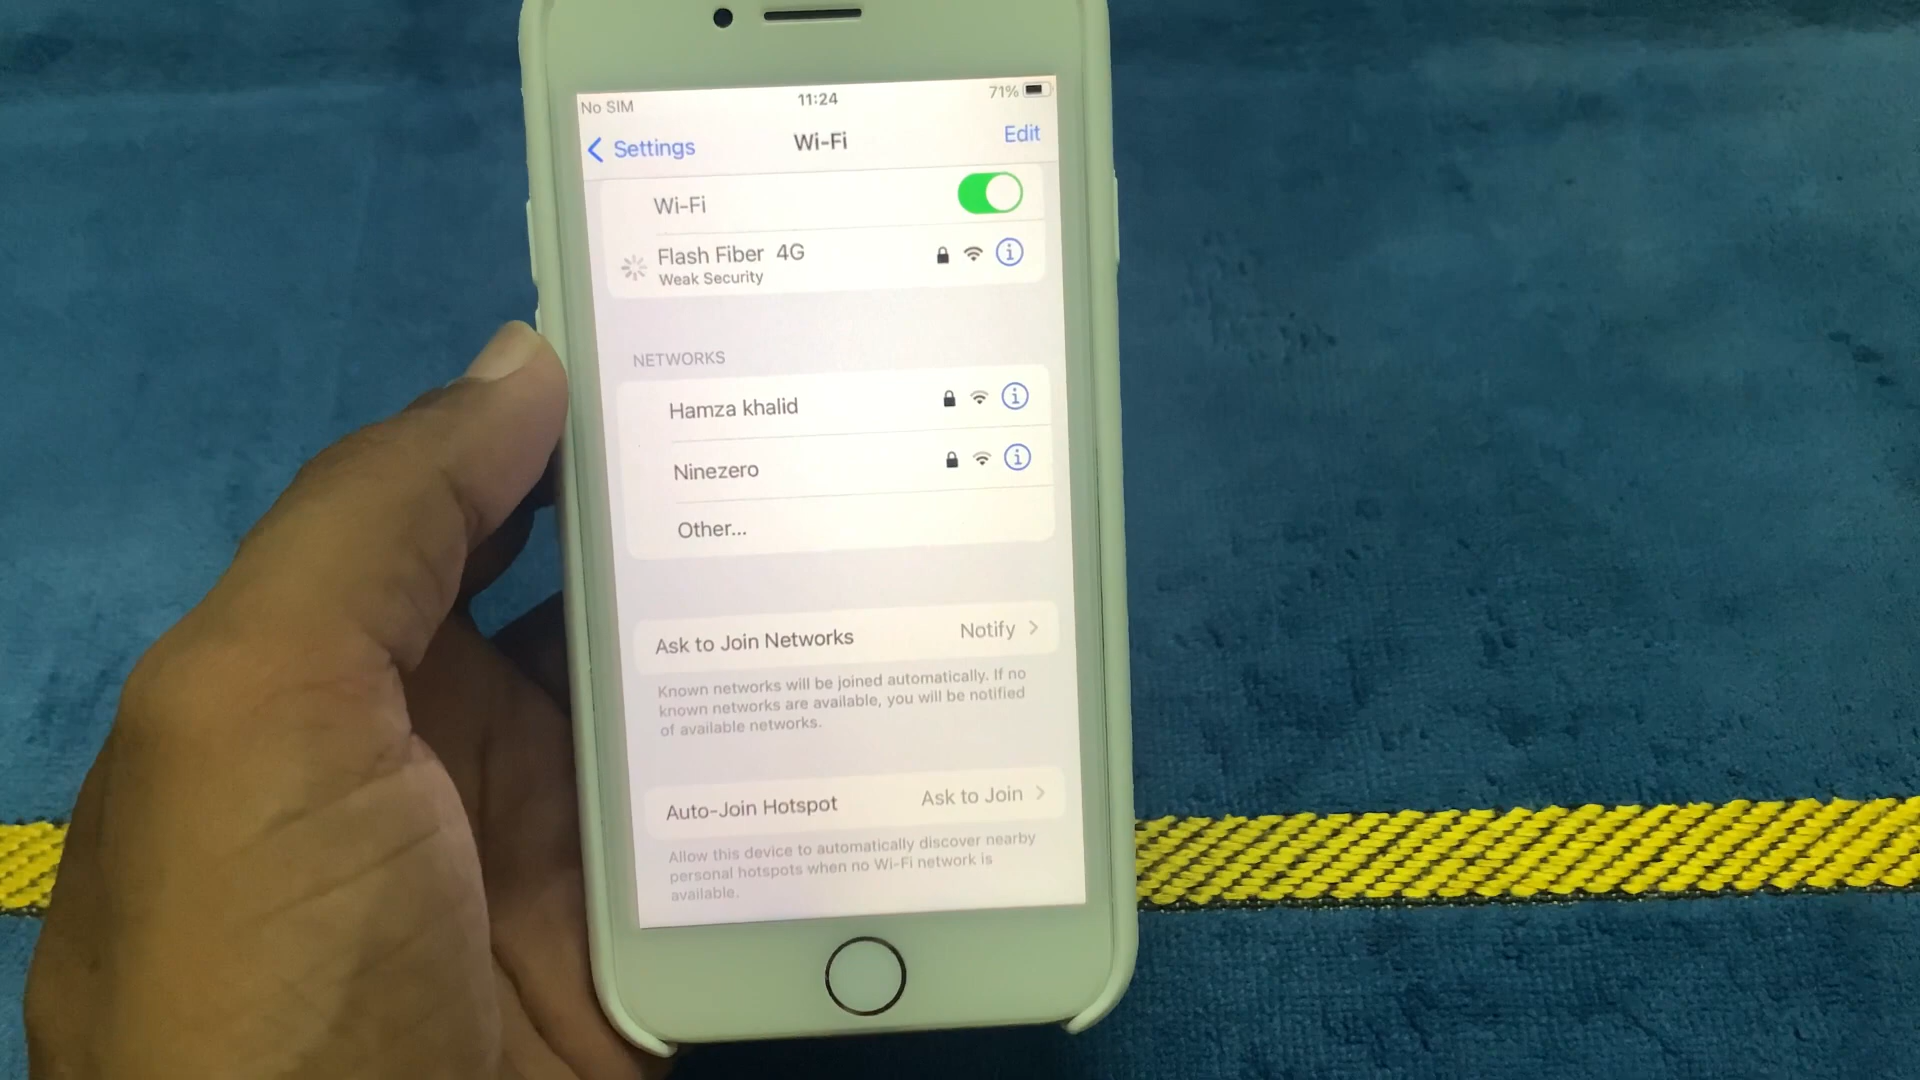 No SIM 11:24 71%
Settings Wi-Fi Edit
Wi-Fi
Flash Fiber 4G
Weak Security
NETWORKS
Hamza khalid
Ninezero
Other...
Ask to Join Networks Notify
Known networks will be joined automatically. If no
known networks are available, you will be notified
of available networks.
Auto-Join Hotspot Ask to Join
Allow this device to automatically discover nearby
personal hotspots when no Wi-Fi network is
available.